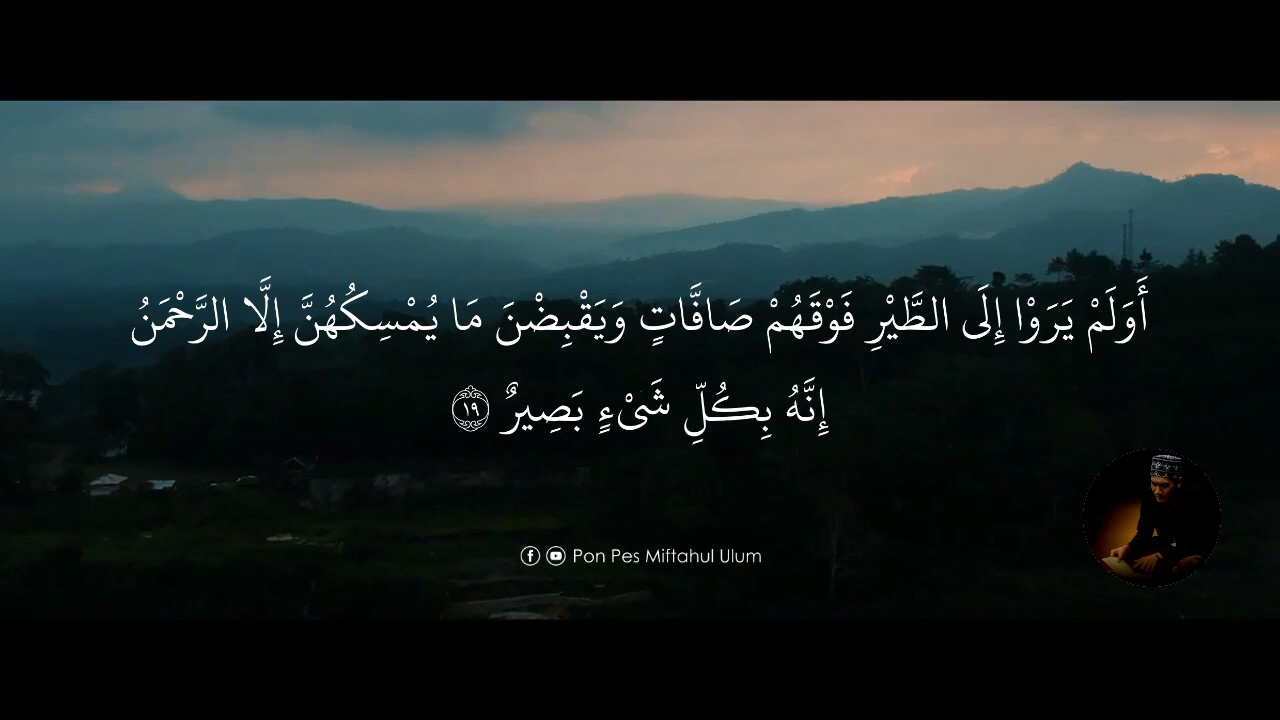 أَوَلَمْ يَرَوْا إِلَى الطَّيْرِ فَوْقَهُمْ صَافَّاتٍ وَيَقْبِضْنَ مَا يُمْسِكُهُنَّ إِلَّا الرَّحْمَنُ
إِنَّهُ بِكُلِّ شَىْءٍ بَصِيرٌ ١٩
Pon Pes Miftahul Ulum